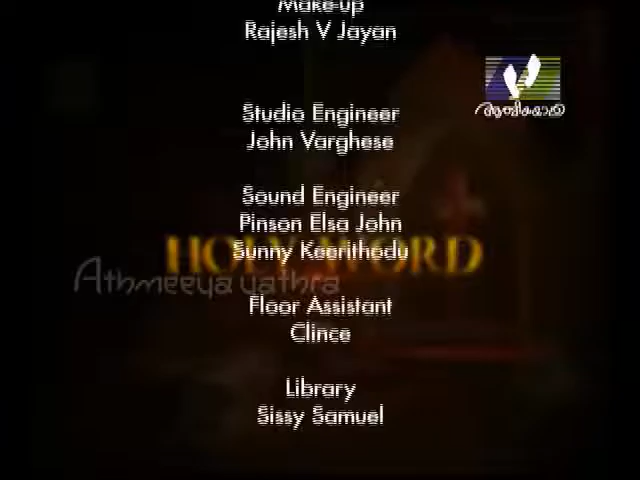 Make-up
Rajesh V Jayan
Studio Engineer
John Varghese
Sound Engineer
Pinson Elsa John
Sunny Keerithodu
HOLY WORD
Athmeeya yathra
Floor Assistant
Clince
Library
Sissy Samuel